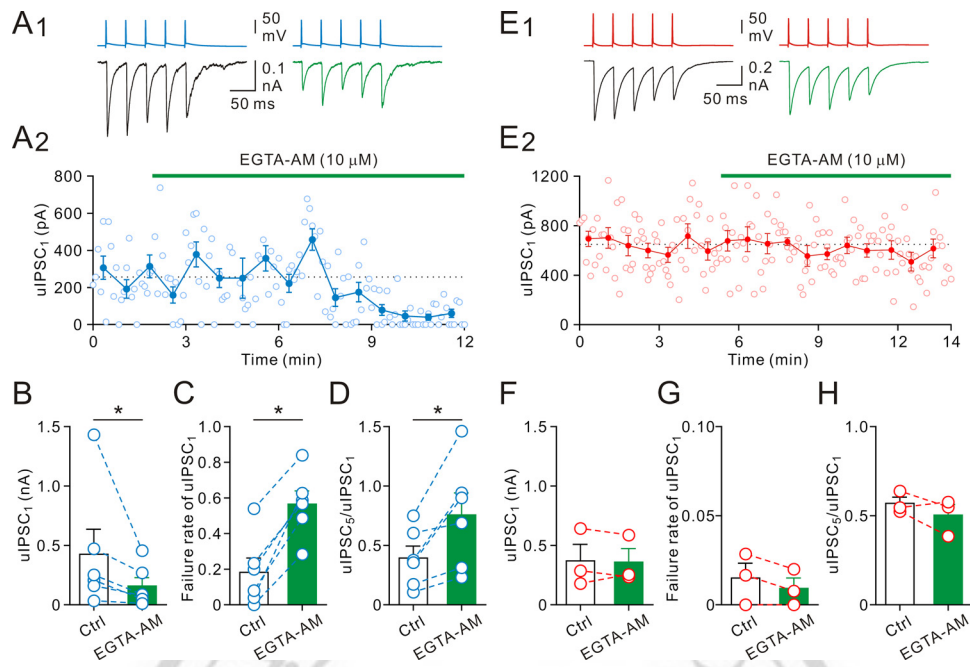 A1
50
mV
0.1
nA
50 ms
E1
50
mV
0.2
nA
50 ms
A2
EGTA-AM (10 μM)
800
600
400
200
0
uIPSC1 (pA)
0 3 6 9 12
Time (min)
E2
EGTA-AM (10 μM)
1200
800
400
0
uIPSC1 (pA)
0 3 6 9 12 14
Time (min)
B
*
1.5
1.0
0.5
0.0
uIPSC1 (nA)
Ctrl
EGTA-AM
C
*
1.0
0.8
0.6
0.4
0.2
0
Failure rate of uIPSC1
Ctrl
EGTA-AM
D
*
1.5
1.0
0.5
0.0
uIPSC5/uIPSC1
Ctrl
EGTA-AM
F
1.5
1.0
0.5
0.0
uIPSC1 (nA)
Ctrl
EGTA-AM
G
0.10
0.05
0.00
Failure rate of uIPSC1
Ctrl
EGTA-AM
H
1.0
0.5
0.0
uIPSC5/uIPSC1
Ctrl
EGTA-AM